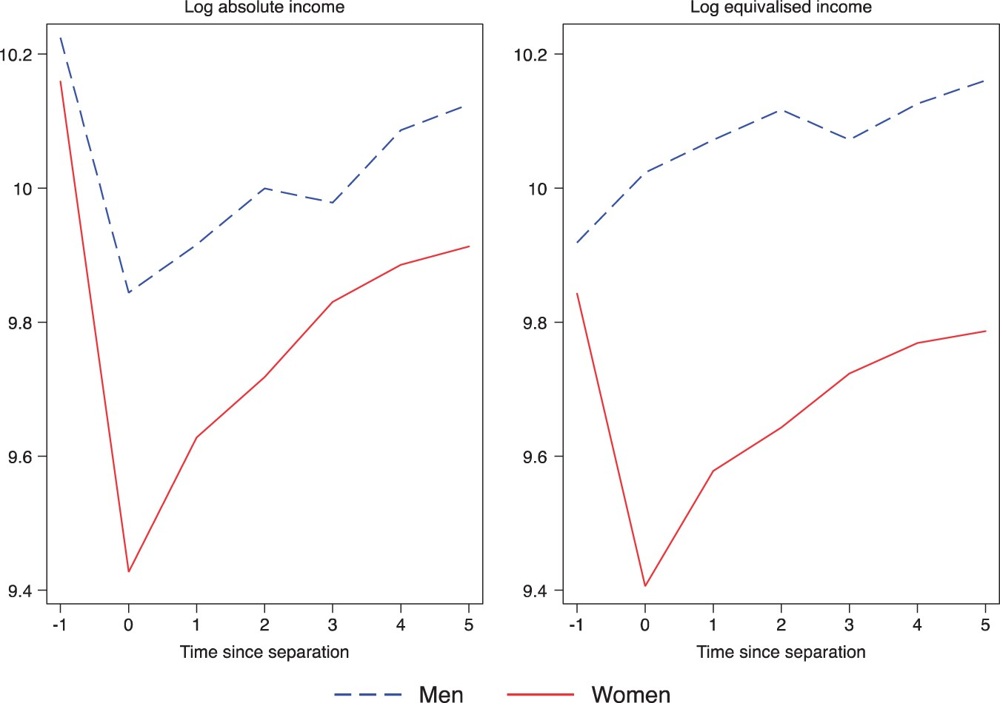 Log absolute income
Log equivalised income
10.2
10
9.8
9.6
9.4
-1 0 1 2 3 4 5
Time since separation
10.2
10
9.8
9.6
9.4
-1 0 1 2 3 4 5
Time since separation
Men Women